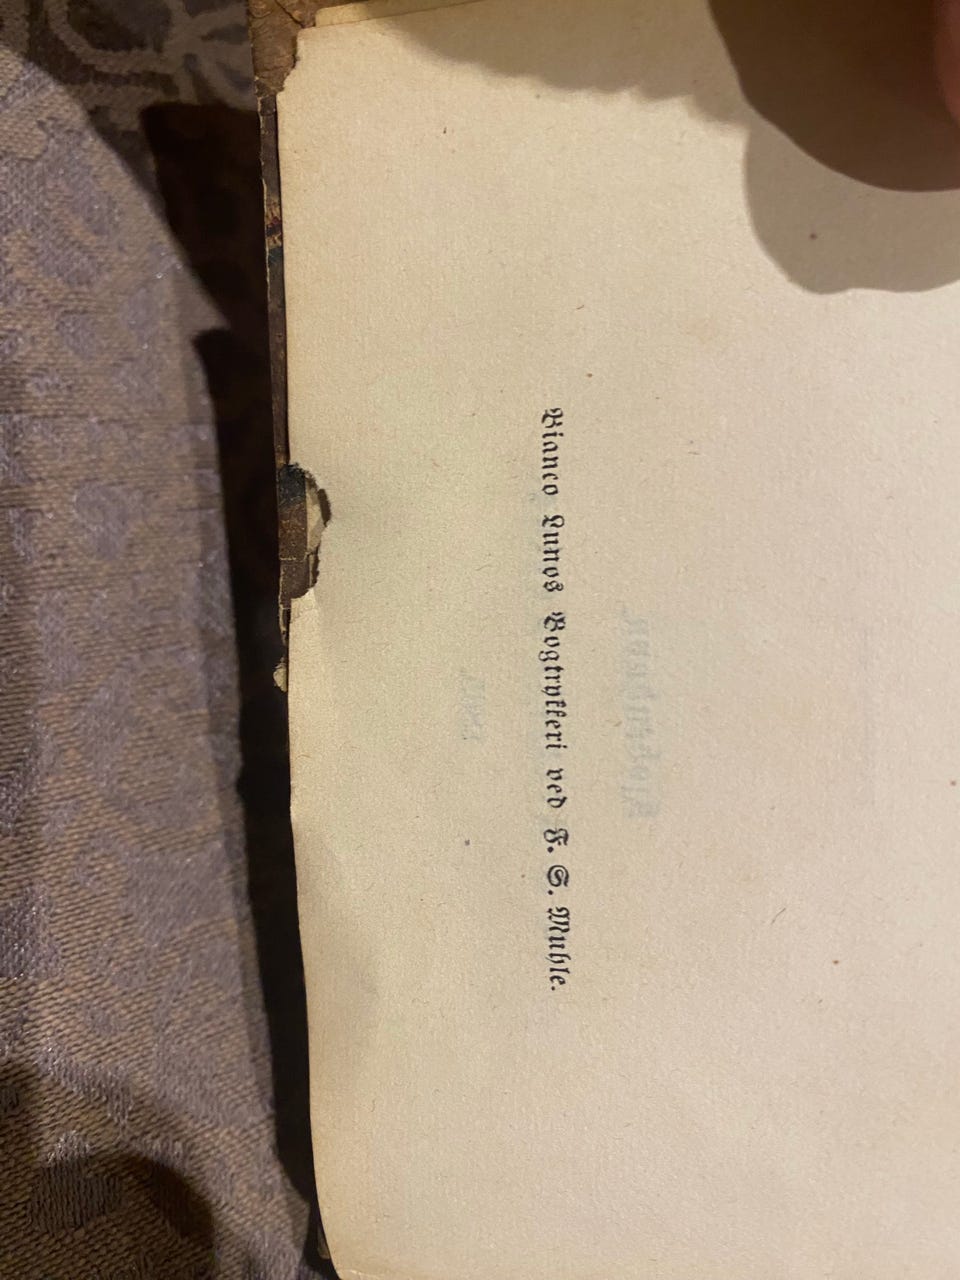 Bianco Lunos Bogtrykkeri ved F. S. Muhle.